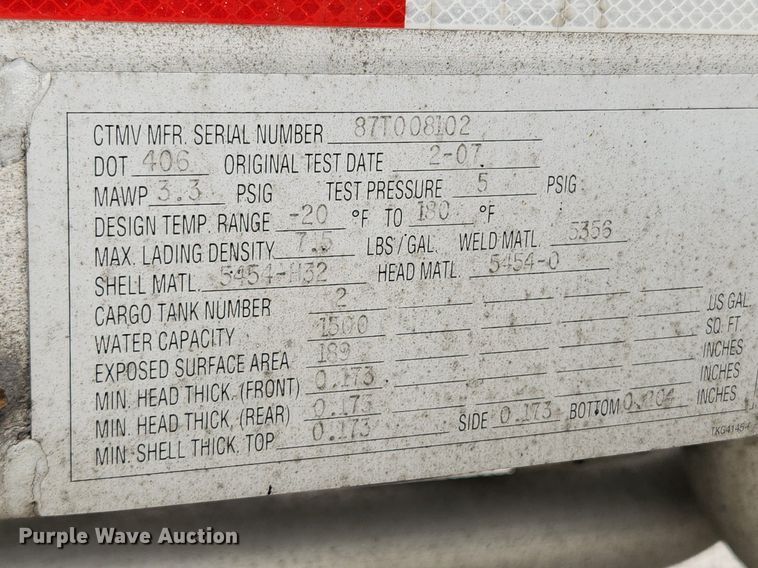 CTMV MFR. SERIAL NUMBER 87T008102
DOT 406 ORIGINAL TEST DATE 2-07
MAWP 3.3 PSIG TEST PRESSURE 5 PSIG
DESIGN TEMP. RANGE -20 °F TO 180 °F
MAX. LADING DENSITY 7.5 LBS/GAL. WELD MATL. 5356
SHELL MATL. 5454-H32 HEAD MATL. 5454-0
CARGO TANK NUMBER 2
WATER CAPACITY 1500 US GAL.
EXPOSED SURFACE AREA 189 SQ. FT.
MIN. HEAD THICK, (FRONT) 0.173 INCHES
MIN. HEAD THICK, (REAR) 0.173 INCHES
MIN. SHELL THICK. TOP 0.173 SIDE 0.173 BOTTOM 0.204 INCHES
TKG4145-4
Purple Wave Auction